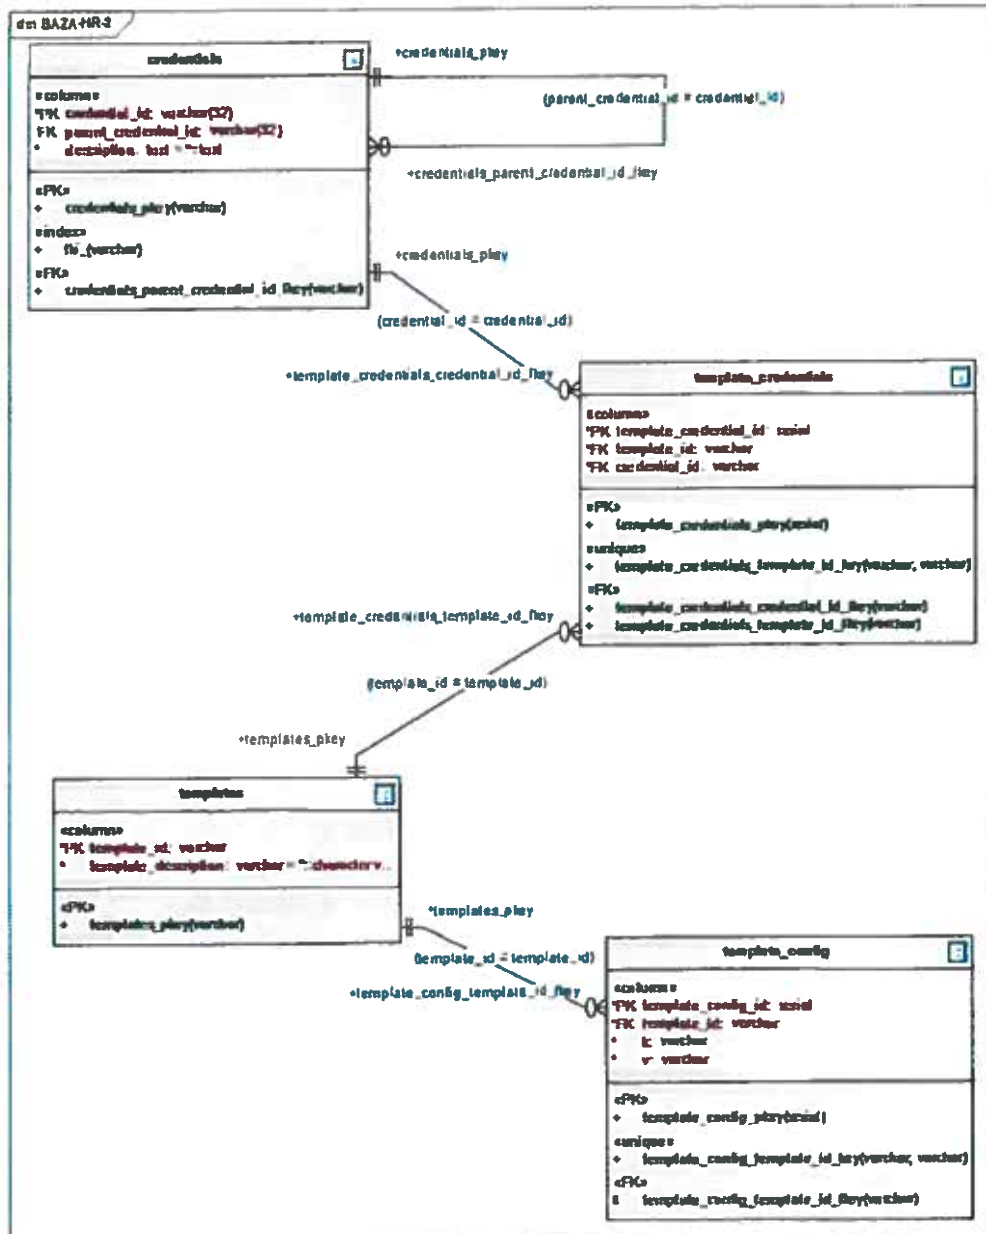 dm BAZA-HR-2
credentials
«column»
*PK credential_id: varchar(32)
FK parent_credential_id: varchar(32)
* description: text = ''::text
«PK»
+ credentials_pkey(varchar)
«index»
+ fki_(varchar)
«FK»
+ credentials_parent_credential_id_fkey(varchar)
+credentials_pkey
(parent_credential_id = credential_id)
+credentials_parent_credential_id_fkey
+credentials_pkey
(credential_id = credential_id)
+template_credentials_credential_id_fkey
template_credentials
«column»
*PK template_credential_id: serial
*FK template_id: varchar
*FK credential_id: varchar
«PK»
+ template_credentials_pkey(serial)
«unique»
+ template_credentials_template_id_key(varchar, varchar)
«FK»
+ template_credentials_credential_id_fkey(varchar)
+ template_credentials_template_id_fkey(varchar)
+template_credentials_template_id_fkey
(template_id = template_id)
+templates_pkey
templates
«column»
*PK template_id: varchar
* template_description: varchar = ''::characterv...
«PK»
+ templates_pkey(varchar)
+templates_pkey
(template_id = template_id)
+template_config_template_id_fkey
template_config
«column»
*PK template_config_id: serial
*FK template_id: varchar
* k: varchar
* v: varchar
«PK»
+ template_config_pkey(serial)
«unique»
+ template_config_template_id_key(varchar, varchar)
«FK»
+ template_config_template_id_fkey(varchar)